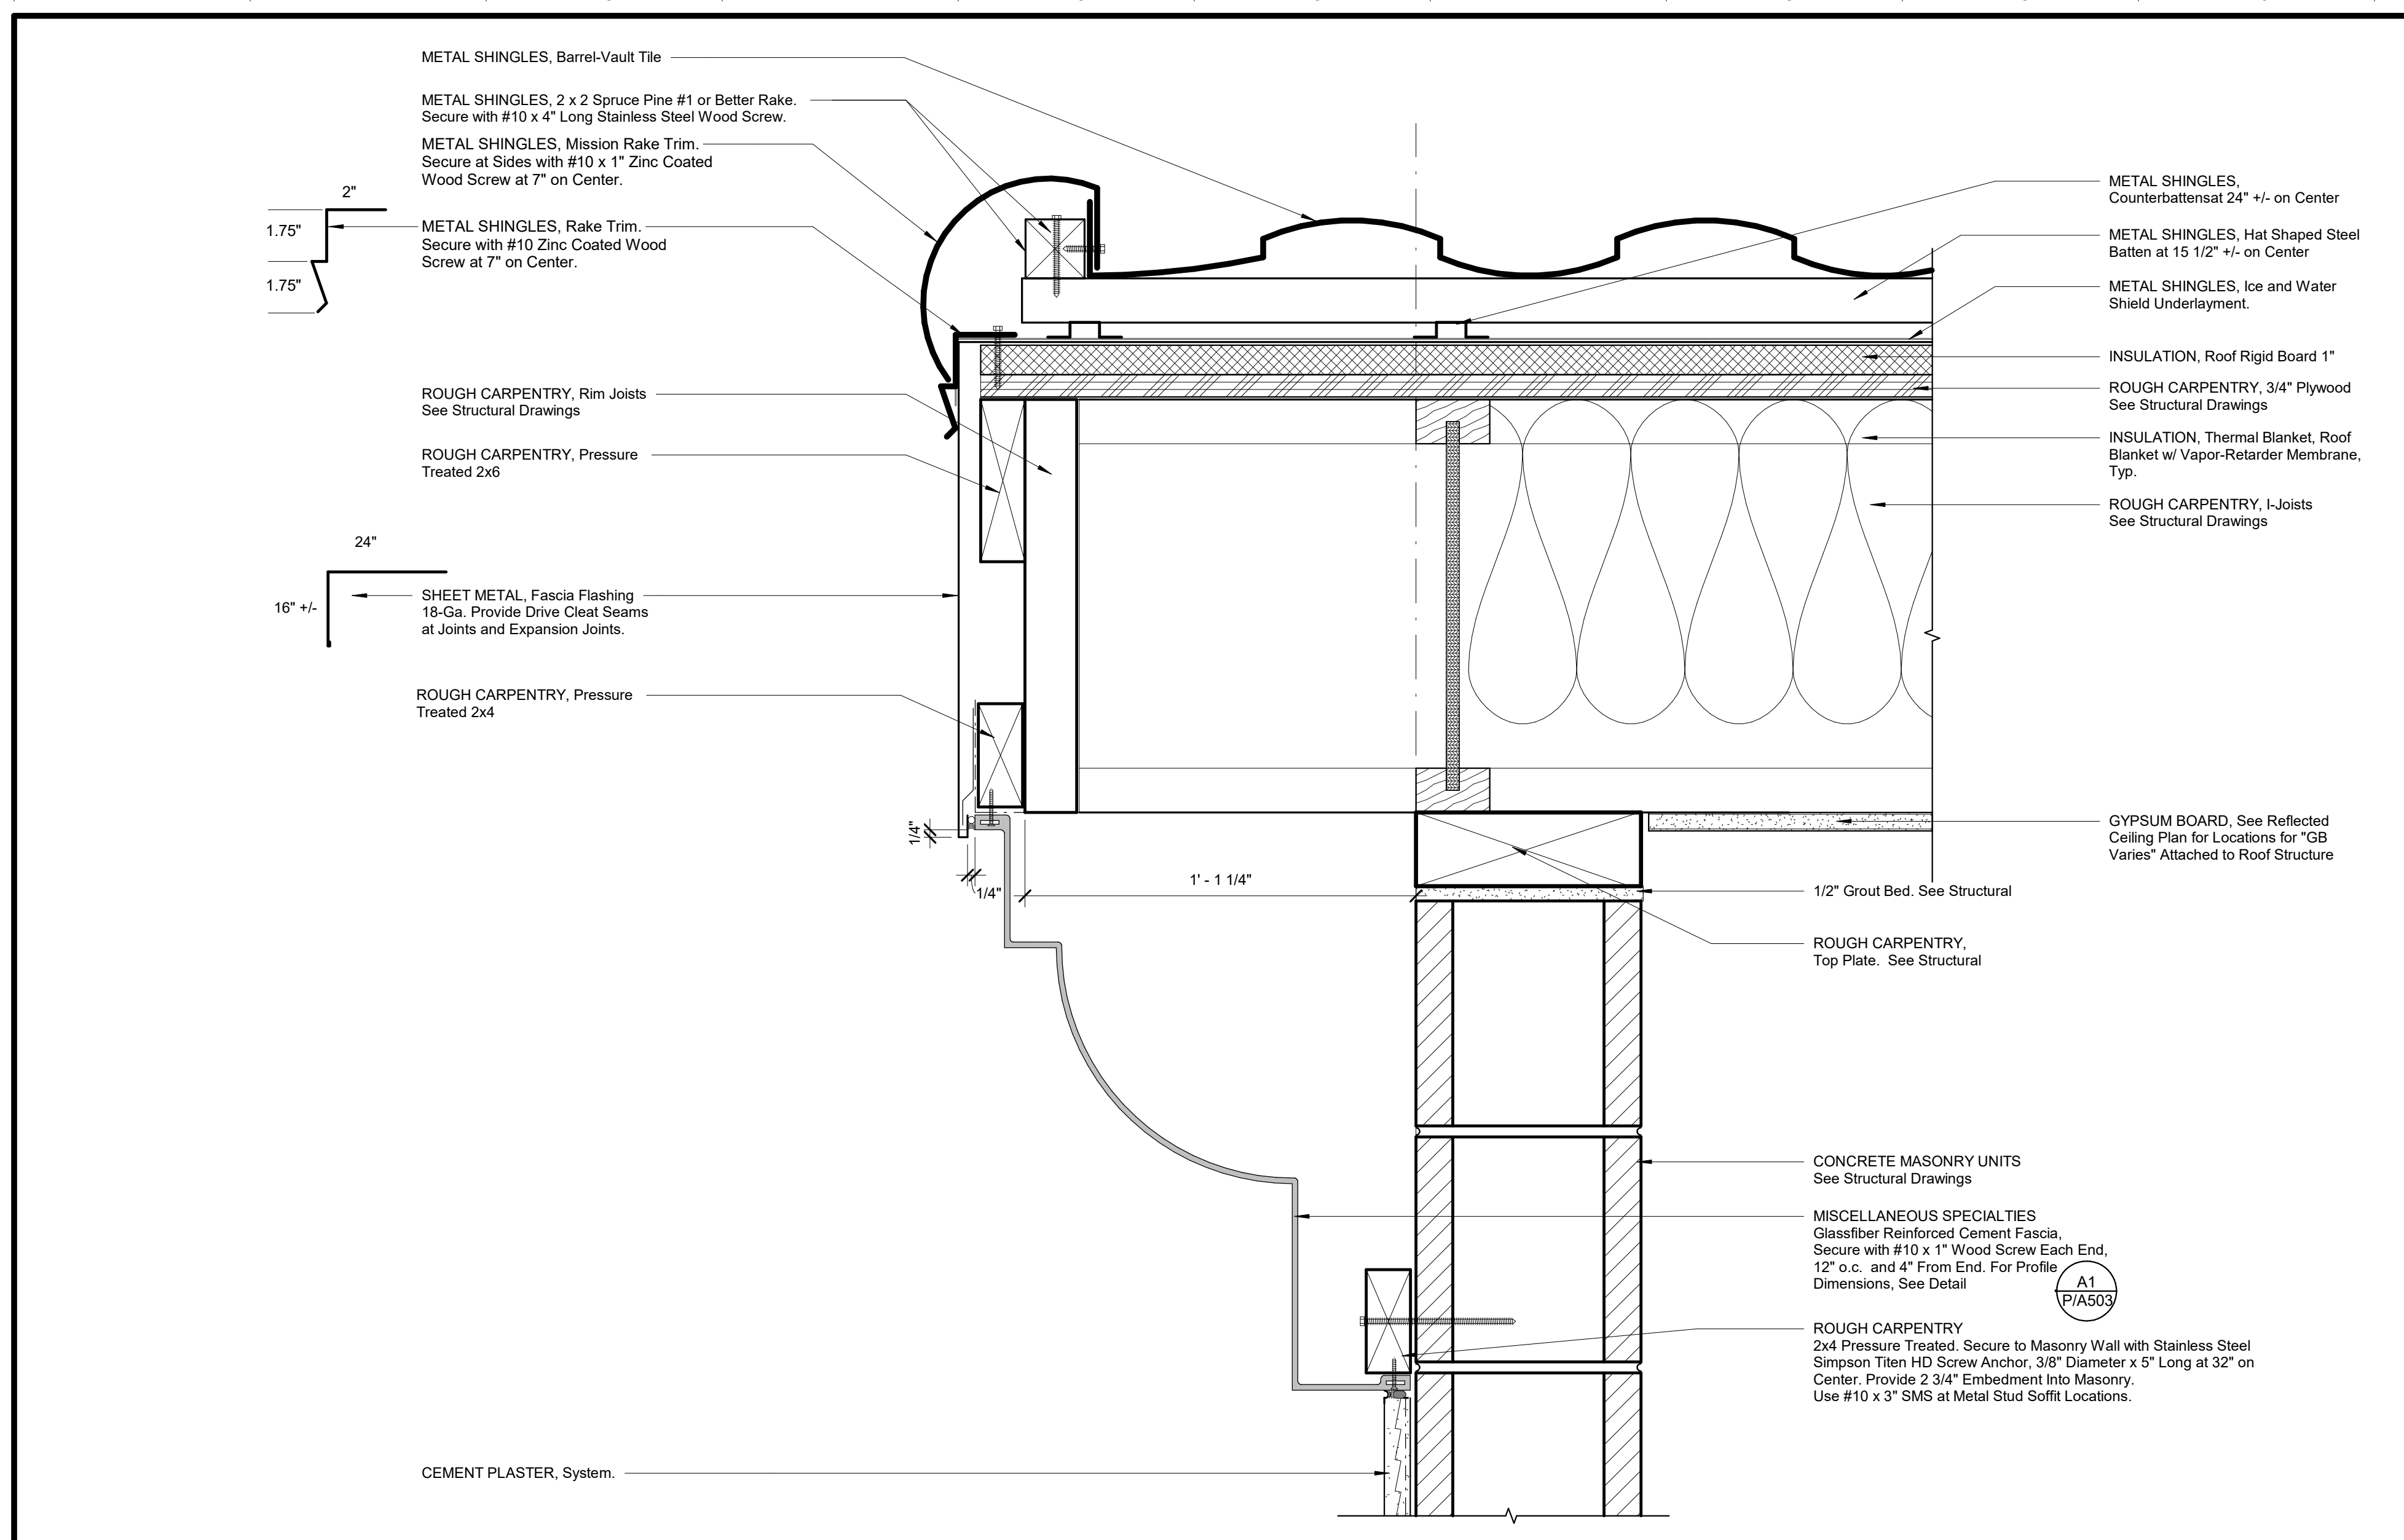 METAL SHINGLES, Barrel-Vault Tile
METAL SHINGLES, 2 x 2 Spruce Pine #1 or Better Rake.
Secure with #10 x 4" Long Stainless Steel Wood Screw.
METAL SHINGLES, Mission Rake Trim.
Secure at Sides with #10 x 1" Zinc Coated
Wood Screw at 7" on Center.
2"
1.75"
1.75"
METAL SHINGLES, Rake Trim.
Secure with #10 Zinc Coated Wood
Screw at 7" on Center.
ROUGH CARPENTRY, Rim Joists
See Structural Drawings
ROUGH CARPENTRY, Pressure
Treated 2x6
24"
16" +/-
SHEET METAL, Fascia Flashing
18-Ga. Provide Drive Cleat Seams
at Joints and Expansion Joints.
ROUGH CARPENTRY, Pressure
Treated 2x4
1/4"
1/4"
1' - 1 1/4"
CEMENT PLASTER, System.
METAL SHINGLES,
Counterbattensat 24" +/- on Center
METAL SHINGLES, Hat Shaped Steel
Batten at 15 1/2" +/- on Center
METAL SHINGLES, Ice and Water
Shield Underlayment.
INSULATION, Roof Rigid Board 1"
ROUGH CARPENTRY, 3/4" Plywood
See Structural Drawings
INSULATION, Thermal Blanket, Roof
Blanket w/ Vapor-Retarder Membrane,
Typ.
ROUGH CARPENTRY, I-Joists
See Structural Drawings
GYPSUM BOARD, See Reflected
Ceiling Plan for Locations for "GB
Varies" Attached to Roof Structure
1/2" Grout Bed. See Structural
ROUGH CARPENTRY,
Top Plate. See Structural
CONCRETE MASONRY UNITS
See Structural Drawings
MISCELLANEOUS SPECIALTIES
Glassfiber Reinforced Cement Fascia,
Secure with #10 x 1" Wood Screw Each End,
12" o.c. and 4" From End. For Profile
Dimensions, See Detail
A1
P/A503
ROUGH CARPENTRY
2x4 Pressure Treated. Secure to Masonry Wall with Stainless Steel
Simpson Titen HD Screw Anchor, 3/8" Diameter x 5" Long at 32" on
Center. Provide 2 3/4" Embedment Into Masonry.
Use #10 x 3" SMS at Metal Stud Soffit Locations.